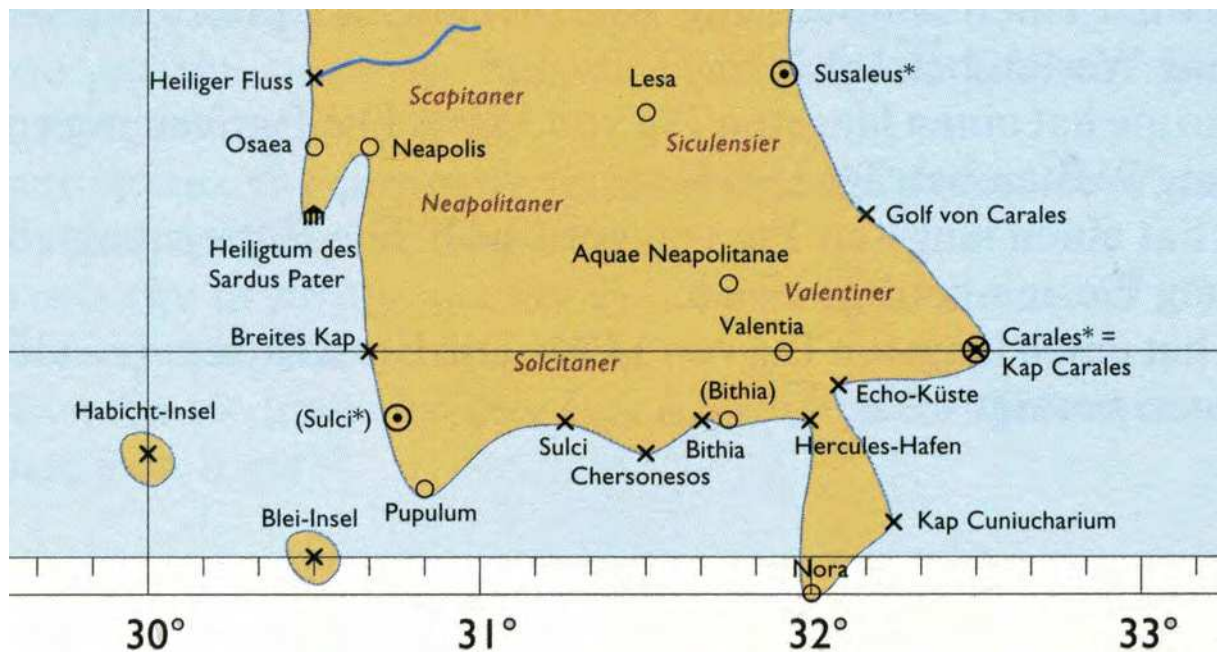 Heiliger Fluss
Scapitaner
Lesa
Susaleus*
Osaea
Neapolis
Siculensier
Neapolitaner
Golf von Carales
Heiligtum des
Sardus Pater
Aquae Neapolitanae
Valentiner
Breites Kap
Valentia
Carales* =
Kap Carales
Solcitaner
Echo-Küste
Habicht-Insel
(Sulci*)
(Bithia)
Sulci
Bithia
Hercules-Hafen
Chersonesos
Pupulum
Blei-Insel
Kap Cuniucharium
Nora
30°
31°
32°
33°